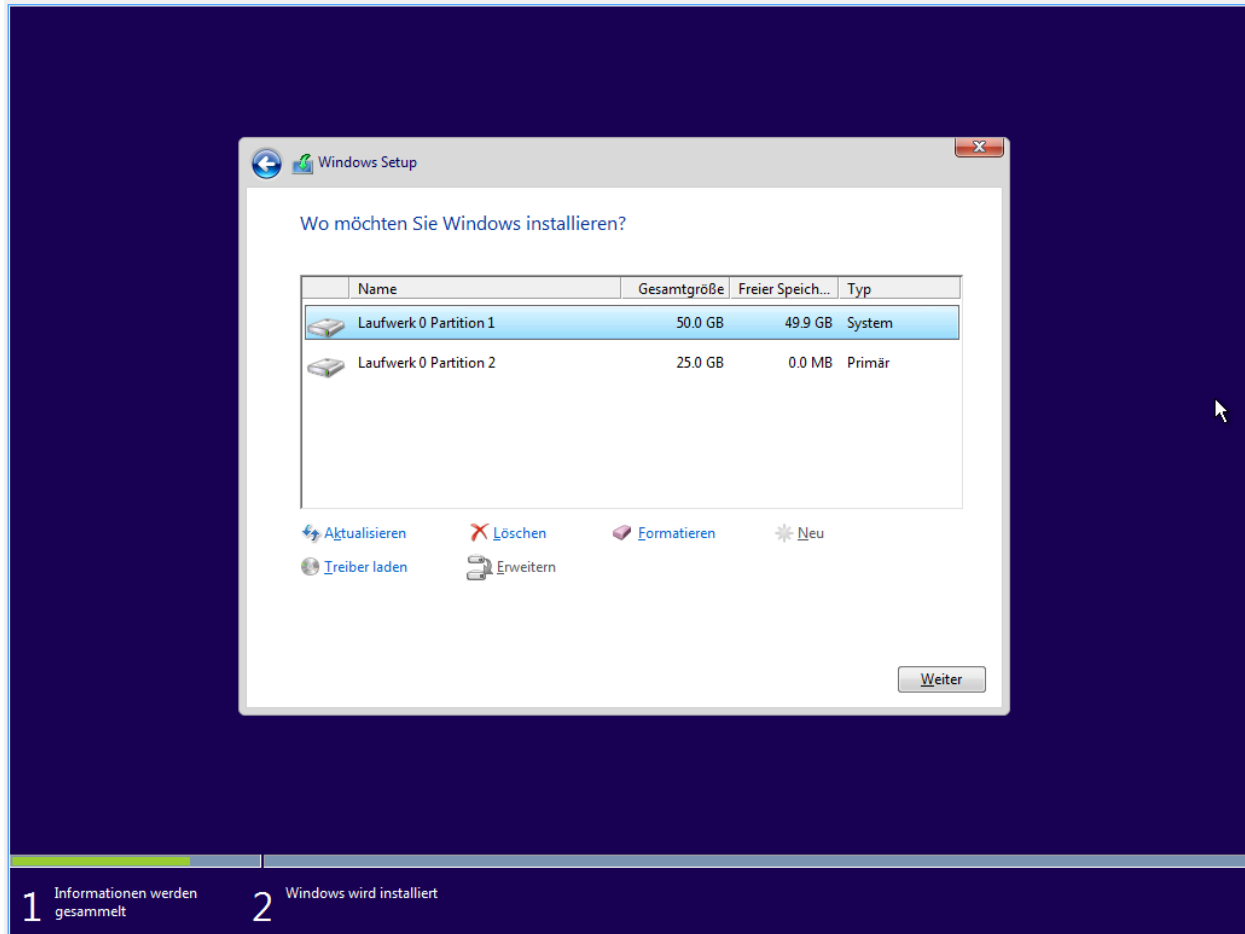 Windows Setup
Wo möchten Sie Windows installieren?
Name Gesamtgröße Freier Speich... Typ
Laufwerk 0 Partition 1 50.0 GB 49.9 GB System
Laufwerk 0 Partition 2 25.0 GB 0.0 MB Primär
Aktualisieren Löschen Formatieren Neu
Treiber laden Erweitern
Weiter
1 Informationen werden gesammelt
2 Windows wird installiert